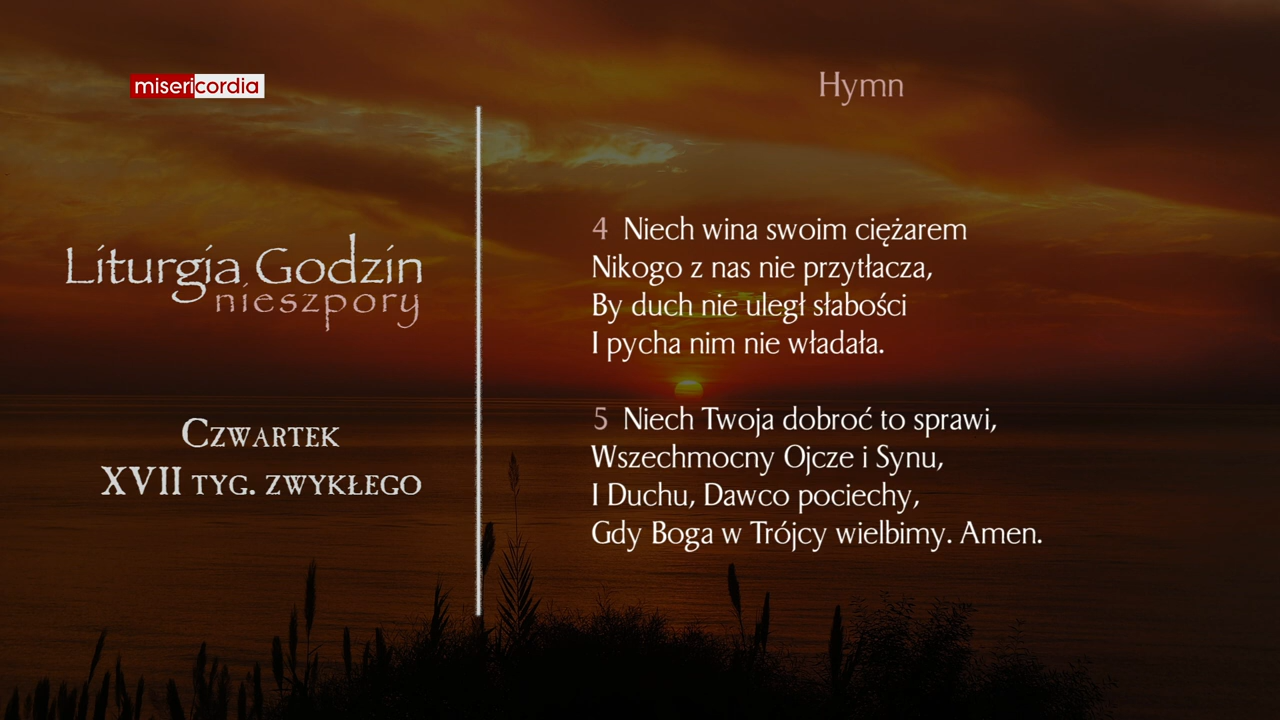 misericordia
Hymn
Liturgia Godzin
nieszpory
Czwartek
XVII tyg. zwykłego
4 Niech wina swoim ciężarem
Nikogo z nas nie przytłacza,
By duch nie uległ słabości
I pycha nim nie władała.
5 Niech Twoja dobroć to sprawi,
Wszechmocny Ojcze i Synu,
I Duchu, Dawco pociechy,
Gdy Boga w Trójcy wielbimy. Amen.